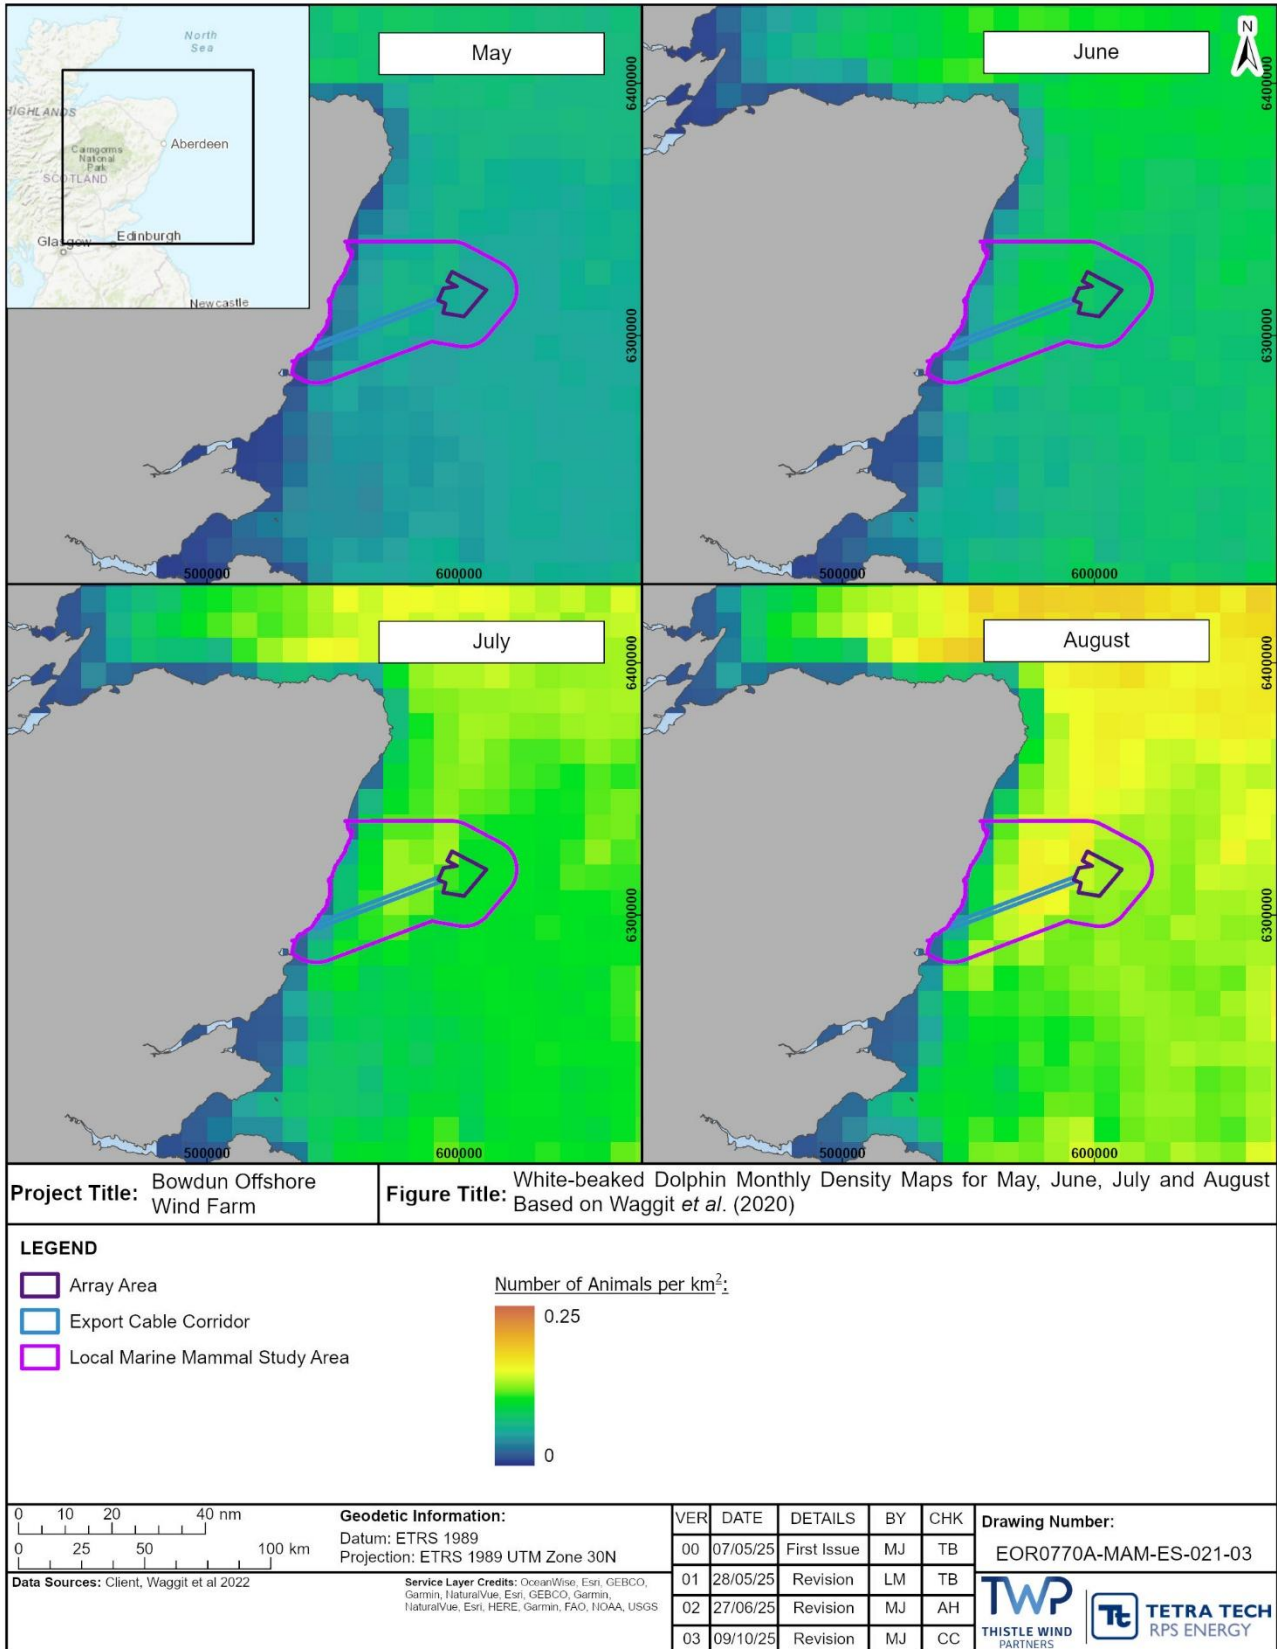 North
Sea
HIGHLANDS
Cairngorms
National
Park
Aberdeen
SCOTLAND
Glasgow
Edinburgh
Newcastle
May
6400000
6300000
500000
600000
June
N
6400000
6300000
500000
600000
July
6400000
6300000
500000
600000
August
6400000
6300000
500000
600000
Project Title: Bowdun Offshore
Wind Farm
Figure Title: White-beaked Dolphin Monthly Density Maps for May, June, July and August
Based on Waggit et al. (2020)
LEGEND
Array Area
Export Cable Corridor
Local Marine Mammal Study Area
Number of Animals per km²:
0.25
0
0 10 20 40 nm
0 25 50 100 km
Geodetic Information:
Datum: ETRS 1989
Projection: ETRS 1989 UTM Zone 30N
Data Sources: Client, Waggit et al 2022
Service Layer Credits: OceanWise, Esri, GEBCO,
Garmin, NaturalVue, Esri, GEBCO, Garmin,
NaturalVue, Esri, HERE, Garmin, FAO, NOAA, USGS
VER DATE DETAILS BY CHK
00 07/05/25 First Issue MJ TB
01 28/05/25 Revision LM TB
02 27/06/25 Revision MJ AH
03 09/10/25 Revision MJ CC
Drawing Number:
EOR0770A-MAM-ES-021-03
TWP
THISTLE WIND
PARTNERS
Tt
TETRA TECH
RPS ENERGY